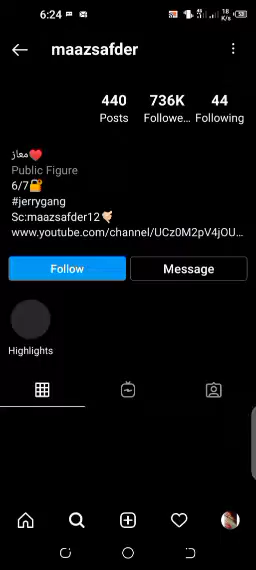 6:24
18
K/s
maazsafder
440 736K 44
Posts Followe... Following
معاز❤️
Public Figure
6/7🔐
#jerrygang
Sc:maazsafder12🤻🏻
www.youtube.com/channel/UCz0M2pV4jOU...
Follow Message
Highlights